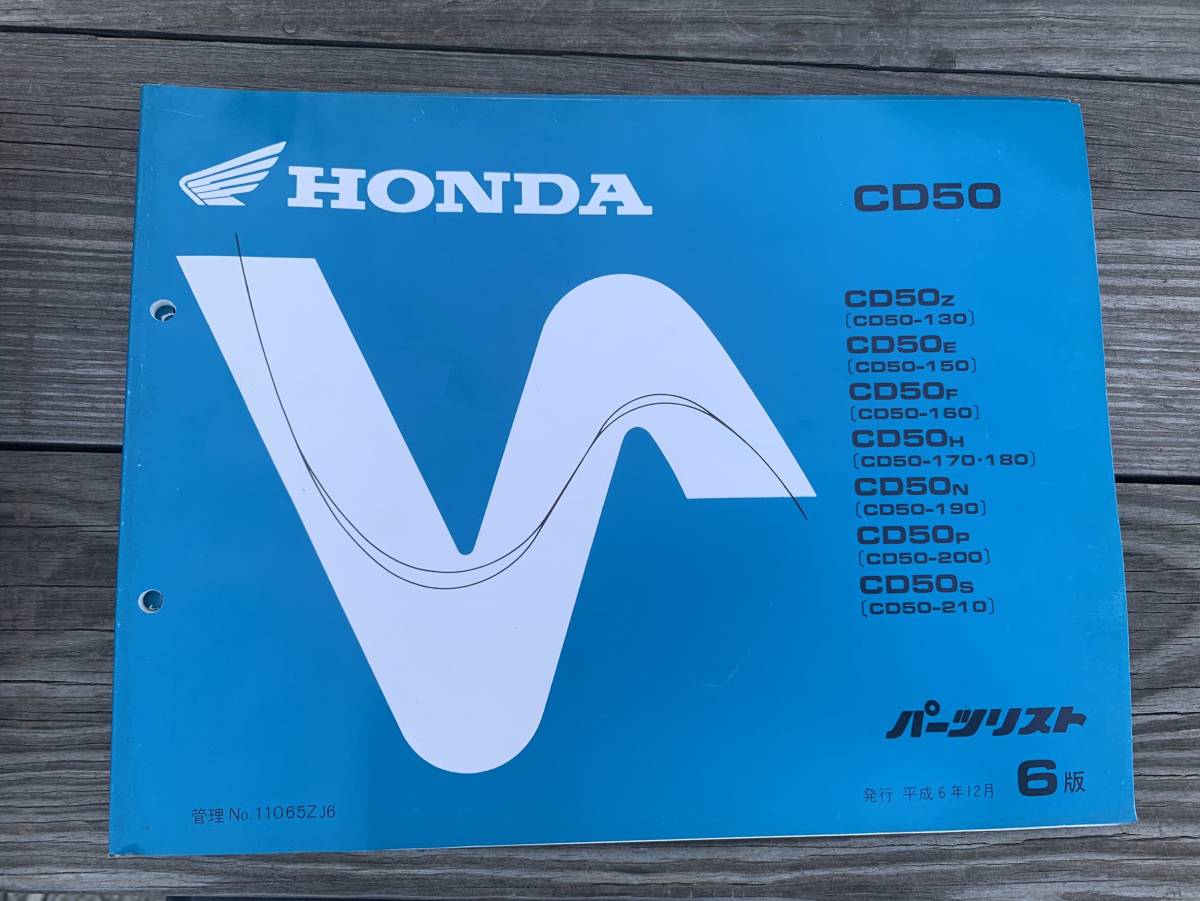 HONDA
CD50
CD50Z
〔CD50-130〕
CD50E
〔CD50-150〕
CD50F
〔CD50-160〕
CD50H
〔CD50-170・180〕
CD50N
〔CD50-190〕
CD50P
〔CD50-200〕
CD50S
〔CD50-210〕
パーツリスト
発行 平成6年12月 6版
管理 No.11065ZJ6